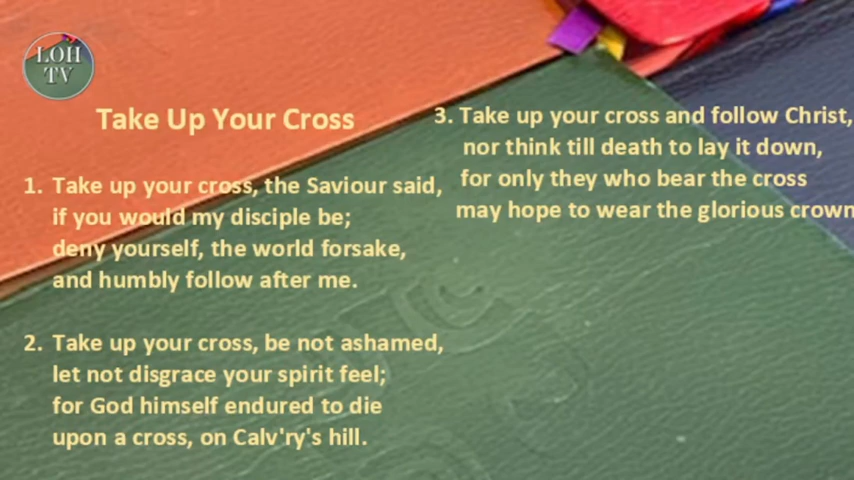 LOH
TV
Take Up Your Cross
1. Take up your cross, the Saviour said,
if you would my disciple be;
deny yourself, the world forsake,
and humbly follow after me.
2. Take up your cross, be not ashamed,
let not disgrace your spirit feel;
for God himself endured to die
upon a cross, on Calv'ry's hill.
3. Take up your cross and follow Christ,
nor think till death to lay it down,
for only they who bear the cross
may hope to wear the glorious crown